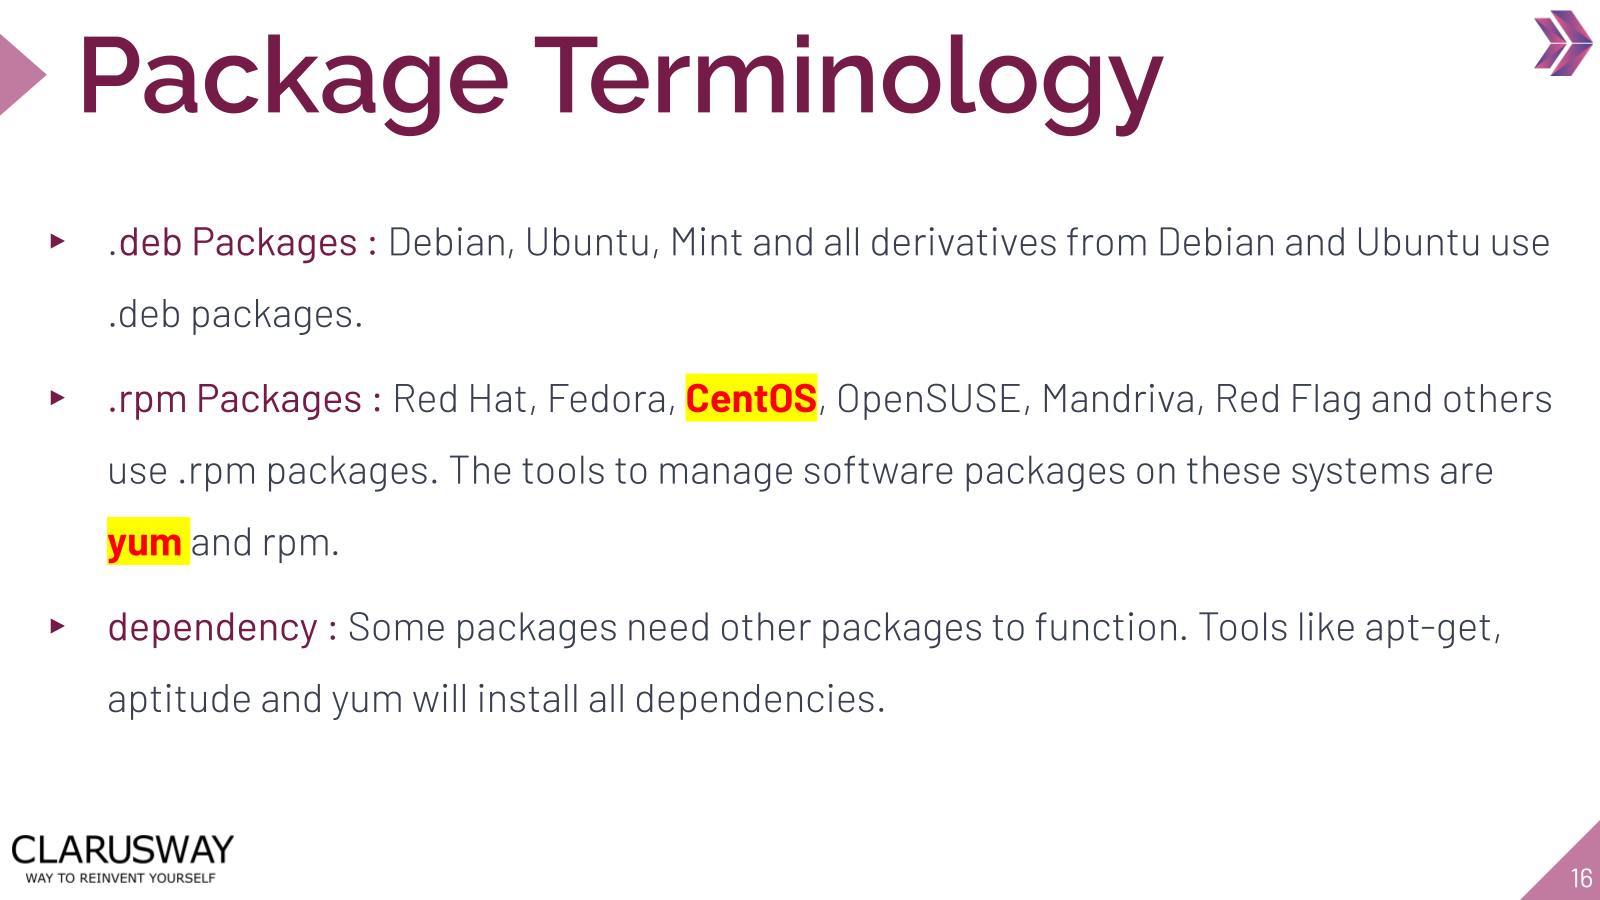 Package Terminology
.deb Packages : Debian, Ubuntu, Mint and all derivatives from Debian and Ubuntu use
.deb packages.
.rpm Packages : Red Hat, Fedora, CentOS, OpenSUSE, Mandriva, Red Flag and others
use .rpm packages. The tools to manage software packages on these systems are
yum and rpm.
dependency : Some packages need other packages to function. Tools like apt-get,
aptitude and yum will install all dependencies.
CLARUSWAY
WAY TO REINVENT YOURSELF
16